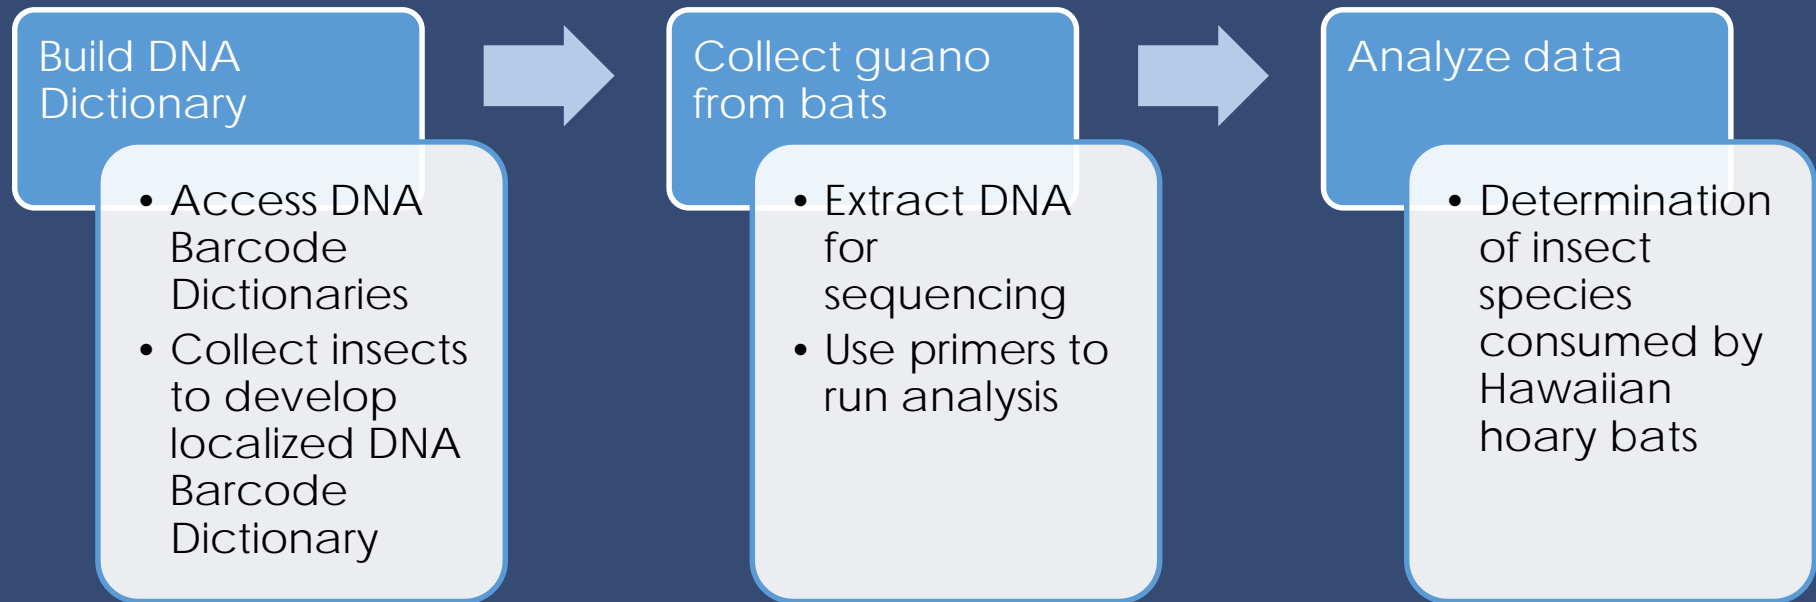 Build DNA
Dictionary
• Access DNA
Barcode
Dictionaries
• Collect insects
to develop
localized DNA
Barcode
Dictionary
Collect guano
from bats
• Extract DNA
for
sequencing
• Use primers to
run analysis
Analyze data
• Determination
of insect
species
consumed by
Hawaiian
hoary bats